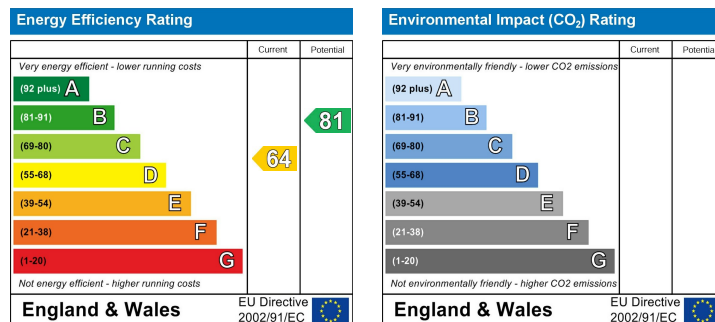 Energy Efficiency Rating
Current Potential
Very energy efficient - lower running costs
(92 plus) A
(81-91) B
81
(69-80) C
64
(55-68) D
(39-54) E
(21-38) F
(1-20) G
Not energy efficient - higher running costs
England & Wales
EU Directive
2002/91/EC
Environmental Impact (CO₂) Rating
Current Potential
Very environmentally friendly - lower CO2 emissions
(92 plus) A
(81-91) B
(69-80) C
(55-68) D
(39-54) E
(21-38) F
(1-20) G
Not environmentally friendly - higher CO2 emissions
England & Wales
EU Directive
2002/91/EC